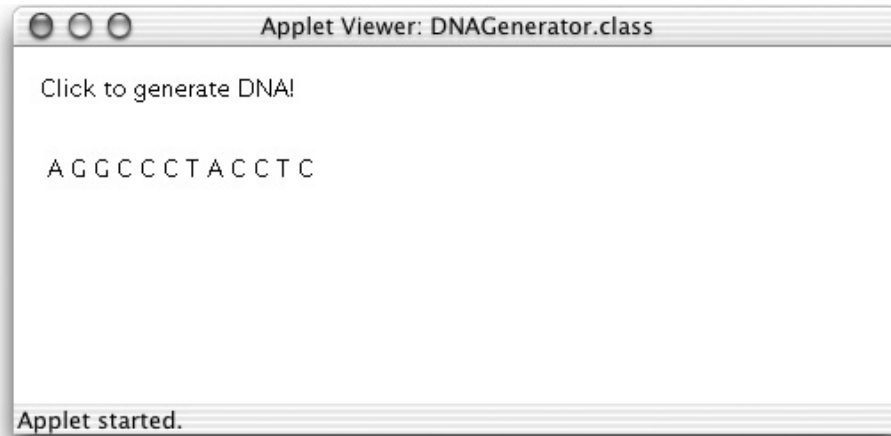 Applet Viewer: DNAGenerator.class
Click to generate DNA!
A G G C C C T A C C T C
Applet started.